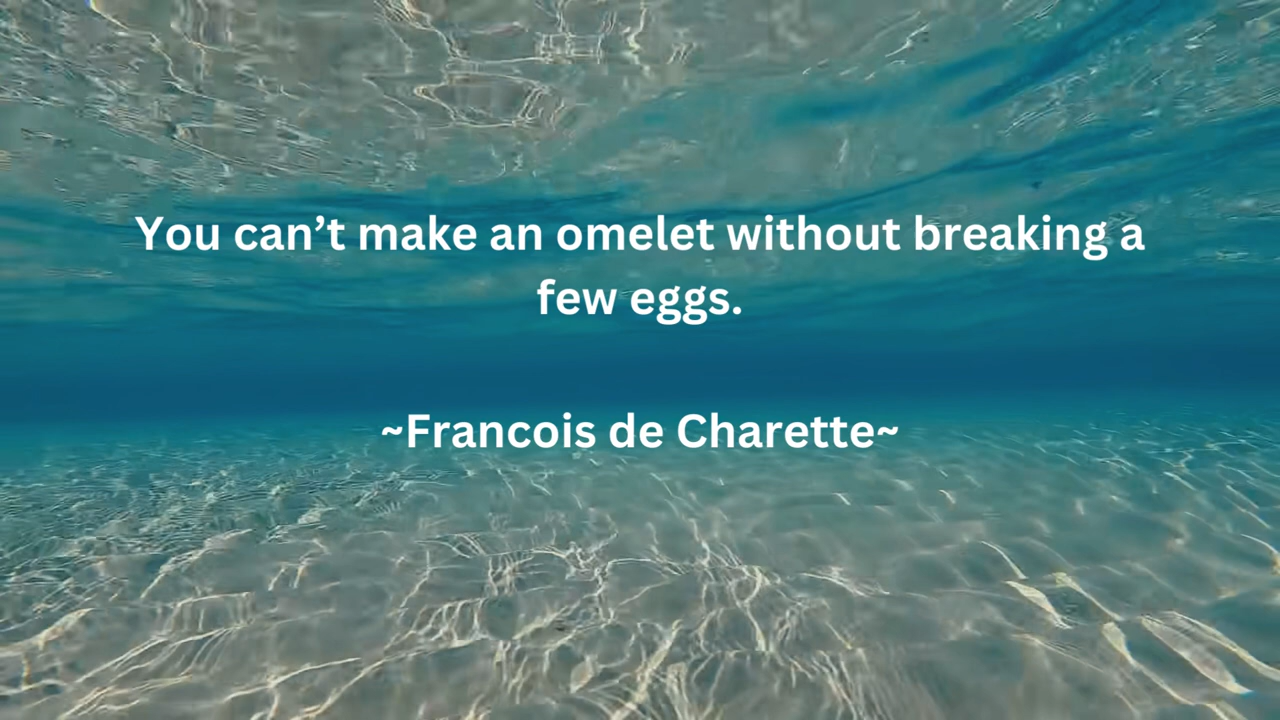 You can’t make an omelet without breaking a
few eggs.
~Francois de Charette~